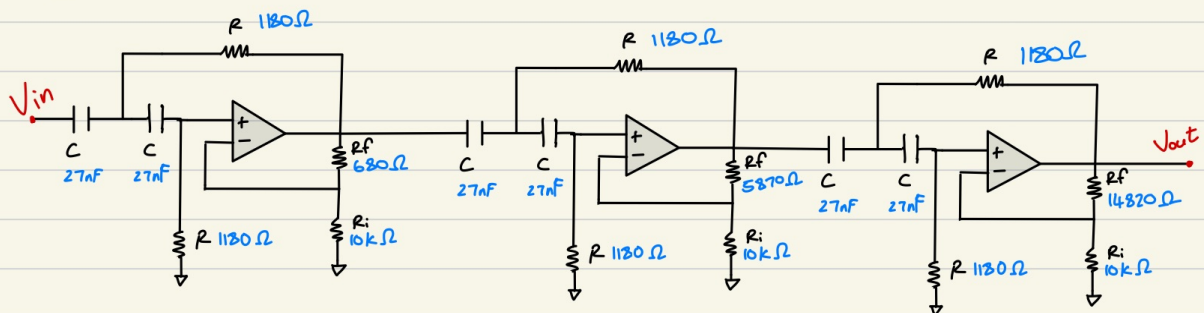 R 1180Ω
Vin
C
27nF
C
27nF
+
−
Rf
680Ω
R 1180Ω
Ri
10kΩ
R 1180Ω
C
27nF
C
27nF
+
−
Rf
5870Ω
R 1180Ω
Ri
10kΩ
R 1180Ω
C
27nF
C
27nF
+
−
Rf
14820Ω
R 1180Ω
Ri
10kΩ
Vout